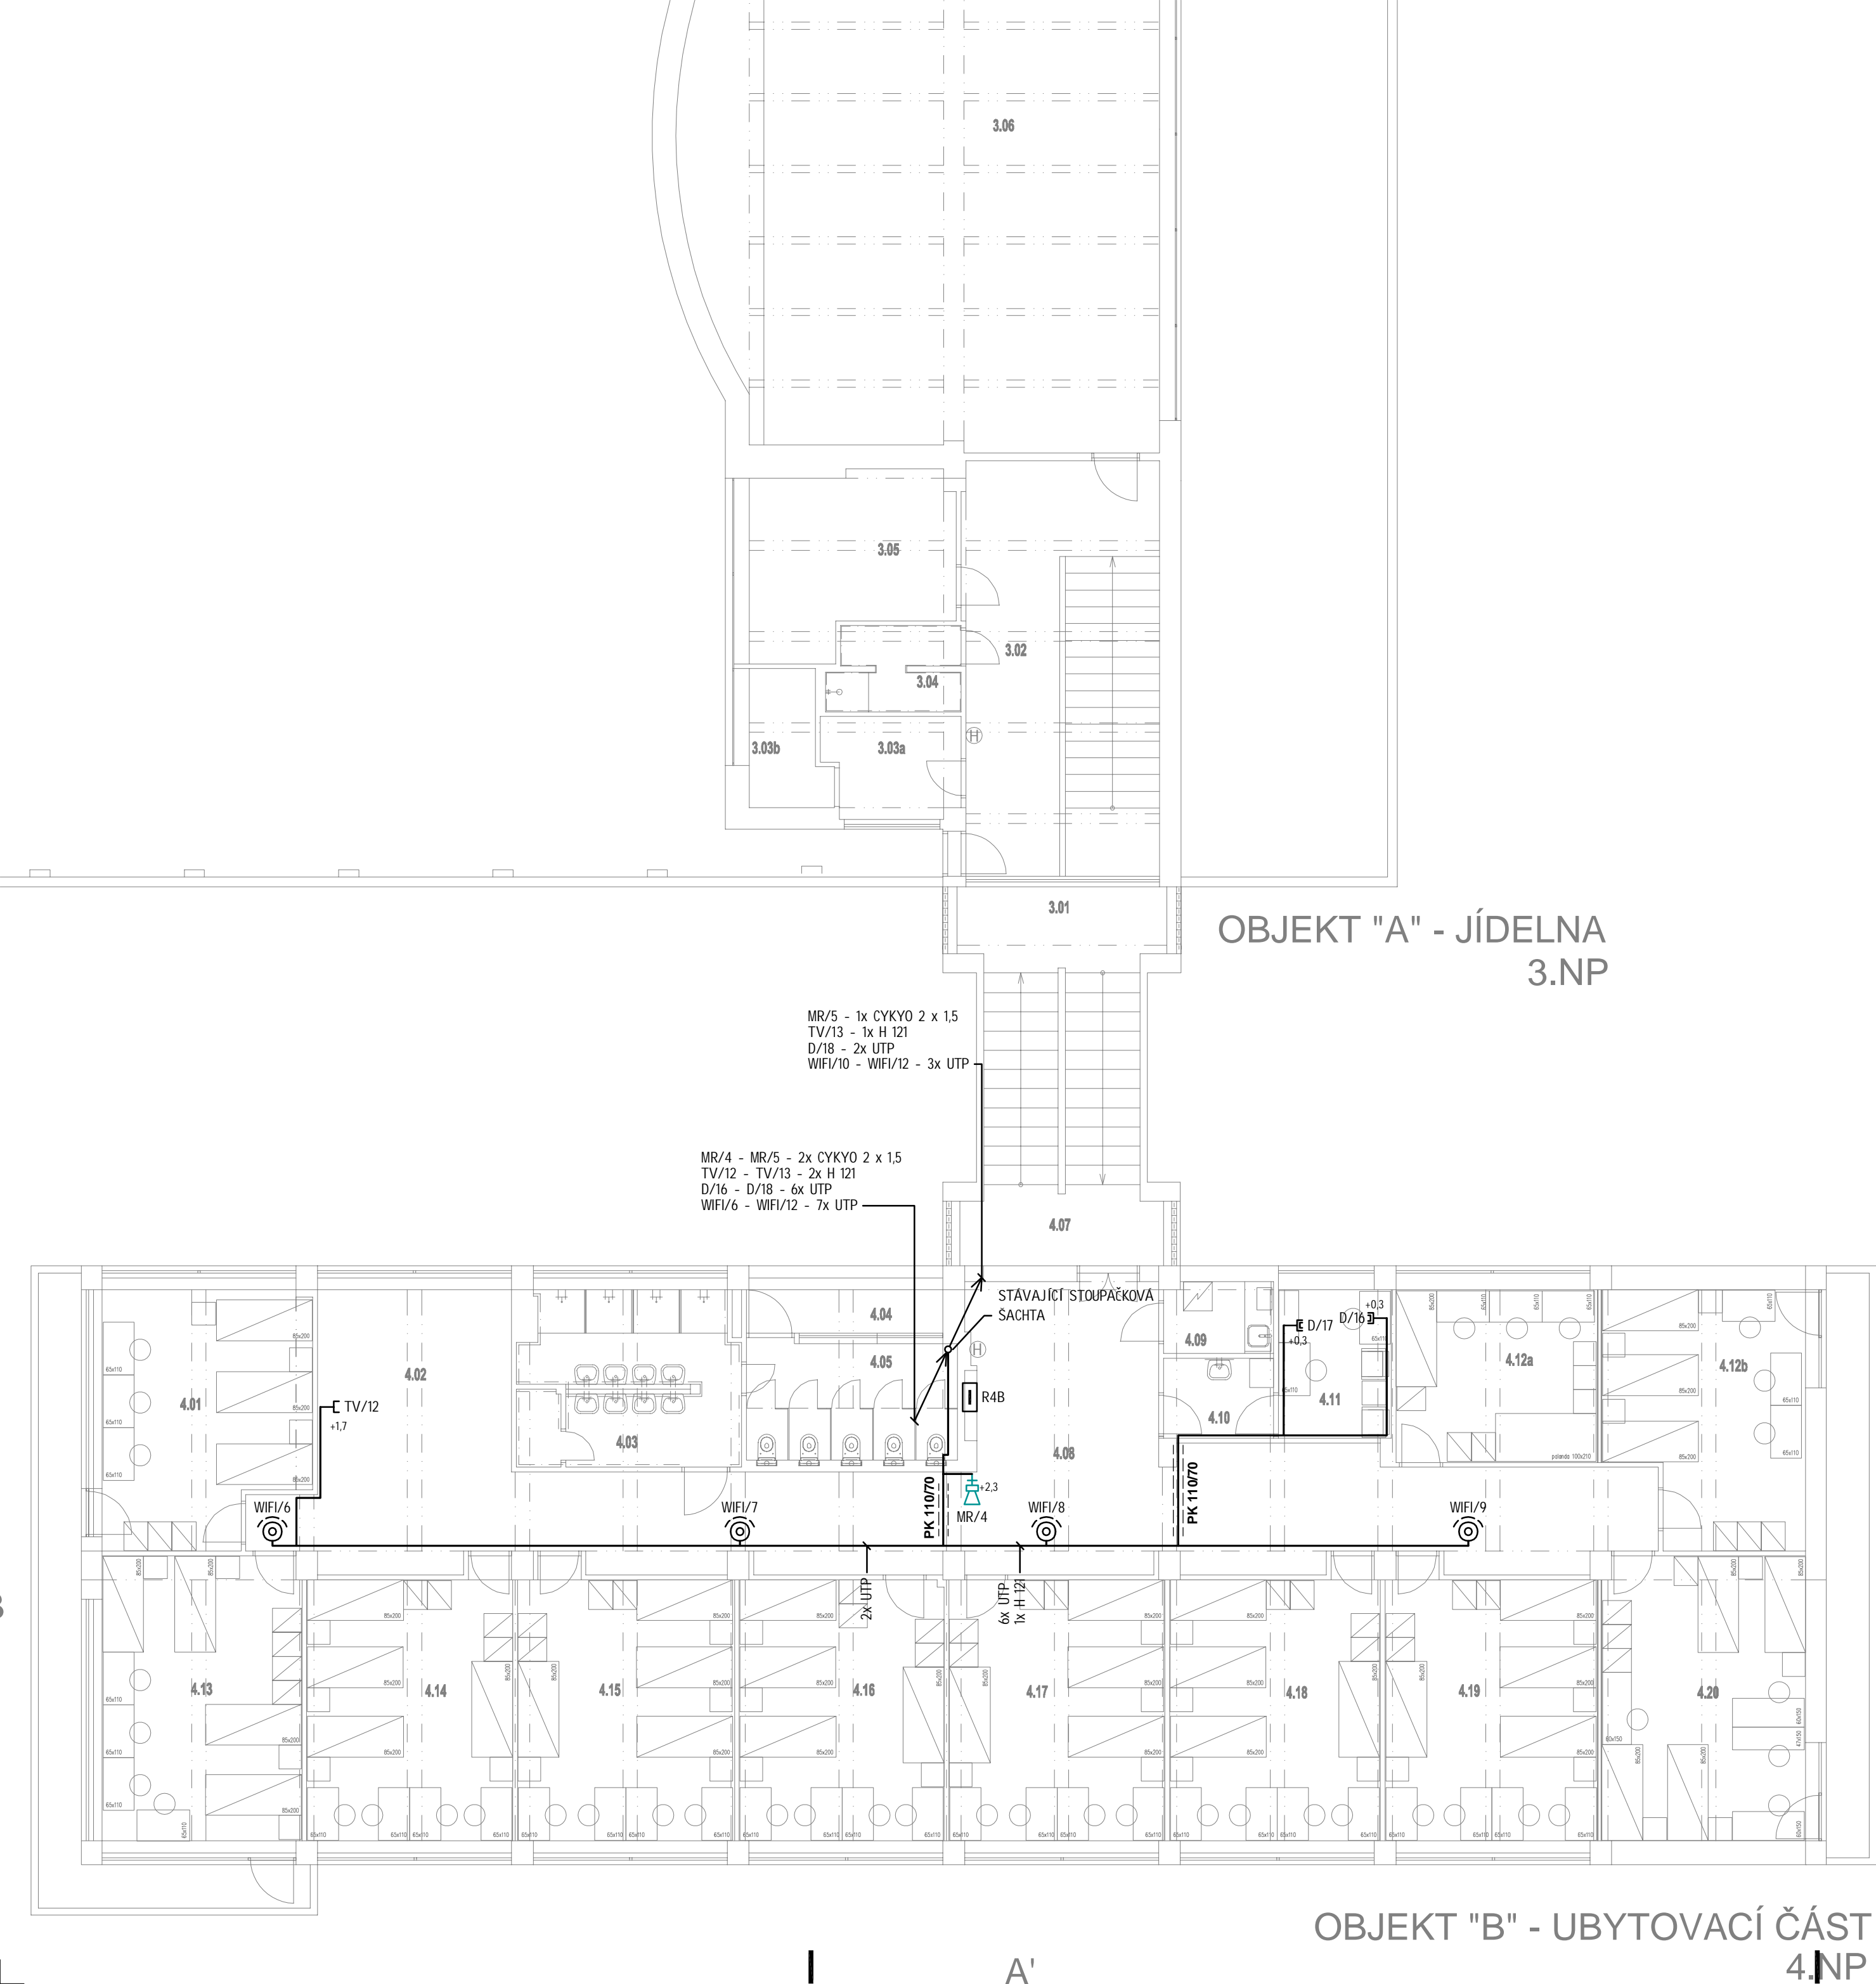 3.06
3.05
3.02
3.04
3.03b
3.03a
H
3.01
OBJEKT "A" - JÍDELNA
3.NP
MR/5 - 1x CYKYO 2 x 1,5
TV/13 - 1x H 121
D/18 - 2x UTP
WIFI/10 - WIFI/12 - 3x UTP
MR/4 - MR/5 - 2x CYKYO 2 x 1,5
TV/12 - TV/13 - 2x H 121
D/16 - D/18 - 6x UTP
WIFI/6 - WIFI/12 - 7x UTP
4.07
STÁVAJÍCÍ STOUPAČKOVÁ
ŠACHTA
4.04
4.05
H
4.09
D/17
+0,3
D/16
+0,3
4.12a
4.12b
4.01
4.02
TV/12
+1,7
4.03
R4B
4.08
4.10
4.11
palanda 100x210
PK 110/70
+2,3
MR/4
PK 110/70
WIFI/6
WIFI/7
WIFI/8
WIFI/9
2x UTP
6x UTP
1x H 121
4.13
4.14
4.15
4.16
4.17
4.18
4.19
4.20
85x200
65x110
60x150
47x150
OBJEKT "B" - UBYTOVACÍ ČÁST
4.NP
A'